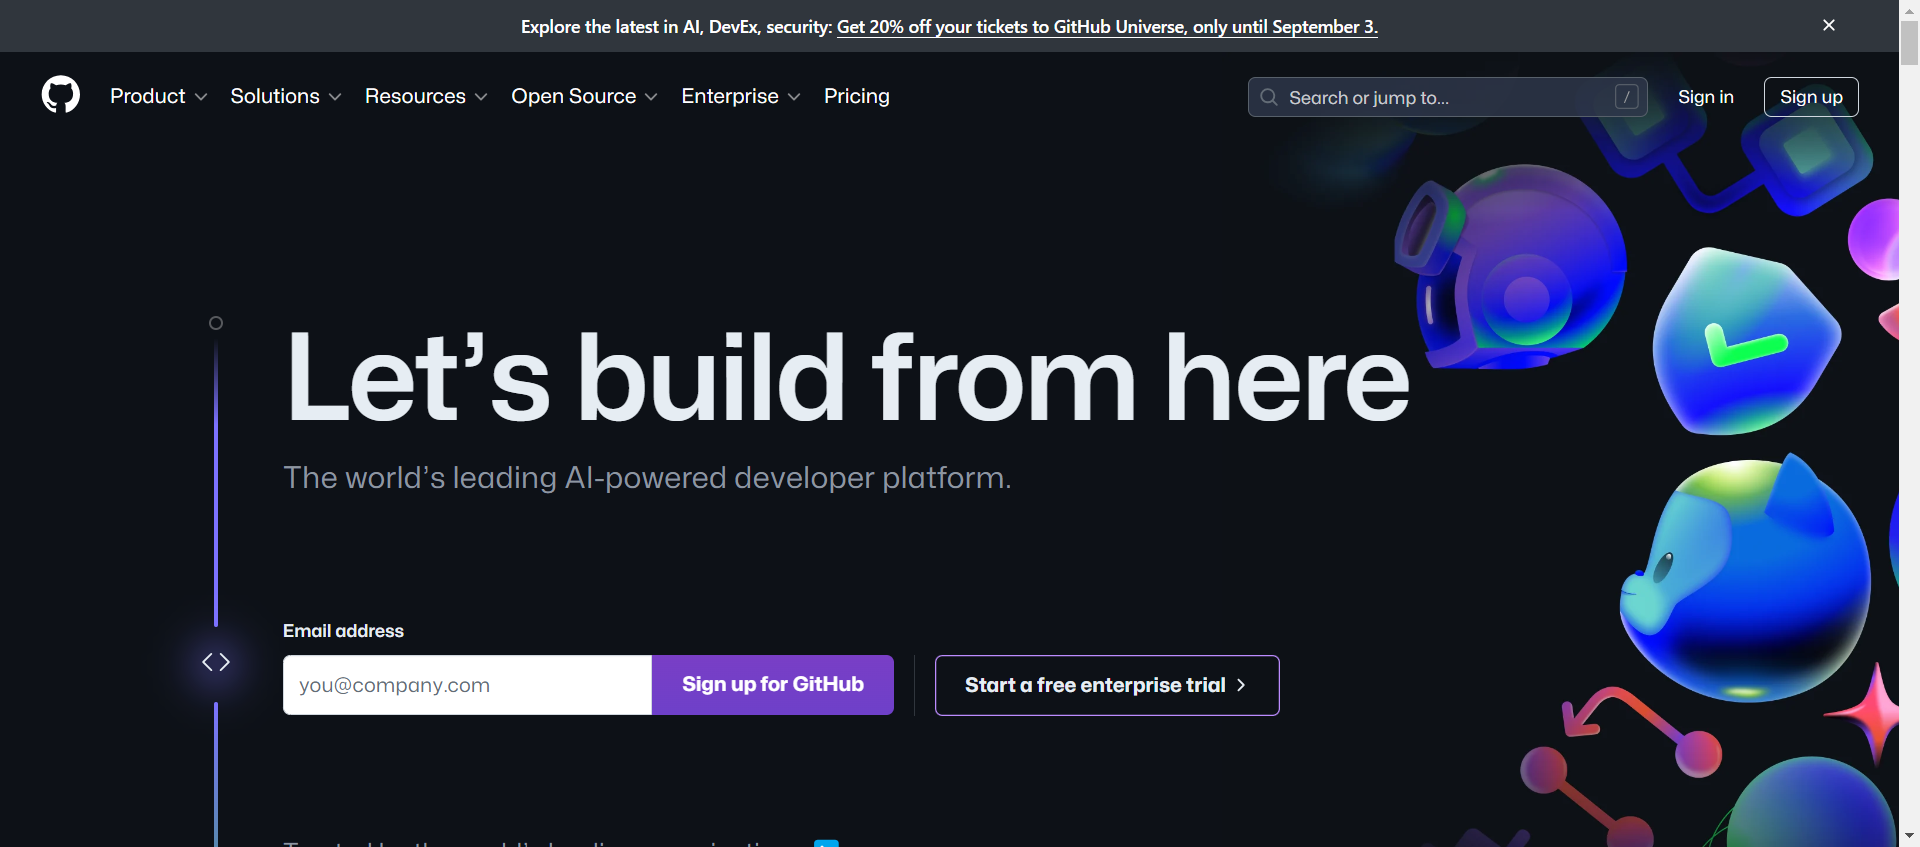 Explore the latest in AI, DevEx, security: Get 20% off your tickets to GitHub Universe, only until September 3.
Product Solutions Resources Open Source Enterprise Pricing
Search or jump to... /
Sign in
Sign up
Let’s build from here
The world’s leading AI-powered developer platform.
Email address
you@company.com
Sign up for GitHub
Start a free enterprise trial